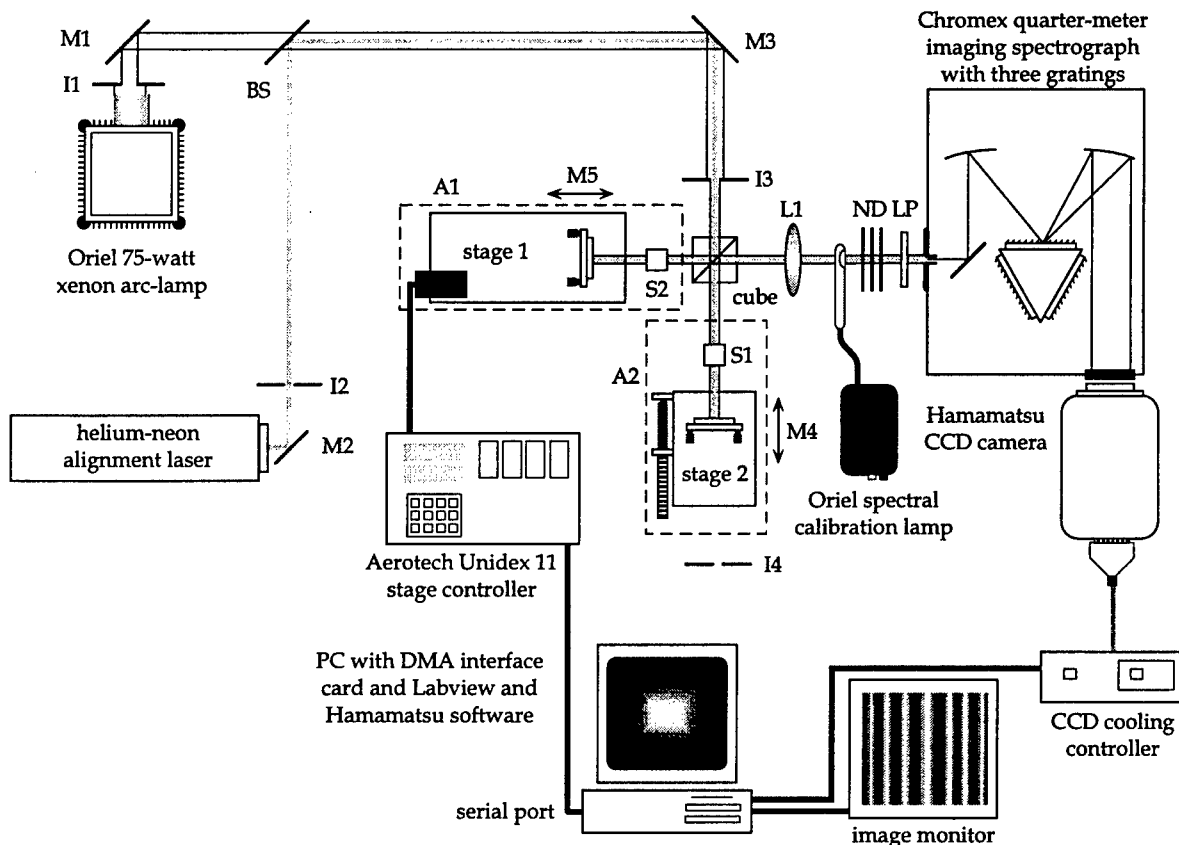 Chromex quarter-meter
imaging spectrograph
with three gratings
M1
M3
I1
BS
Oriel 75-watt
xenon arc-lamp
A1
M5
I3
L1
ND LP
stage 1
S2
cube
S1
A2
I2
M2
helium-neon
alignment laser
M4
stage 2
Hamamatsu
CCD camera
Oriel spectral
calibration lamp
Aerotech Unidex 11
stage controller
I4
PC with DMA interface
card and Labview and
Hamamatsu software
CCD cooling
controller
serial port
image monitor